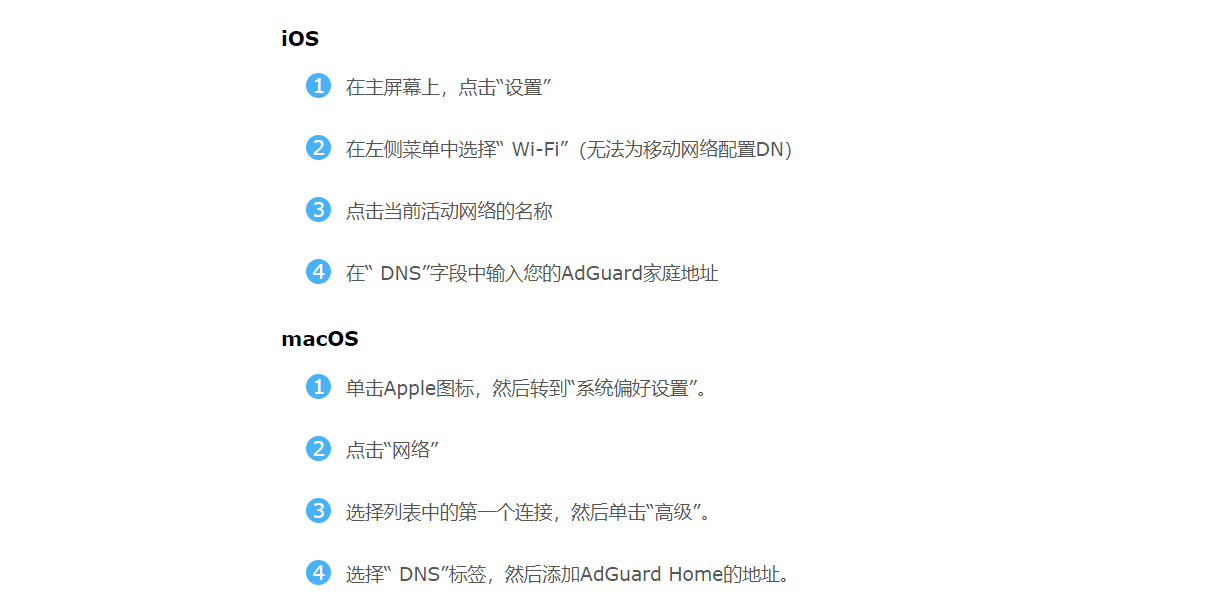 iOS
1 在主屏幕上，点击“设置”
2 在左侧菜单中选择“ Wi-Fi”（无法为移动网络配置DN）
3 点击当前活动网络的名称
4 在“ DNS”字段中输入您的AdGuard家庭地址
macOS
1 单击Apple图标，然后转到“系统偏好设置”。
2 点击“网络”
3 选择列表中的第一个连接，然后单击“高级”。
4 选择“ DNS”标签，然后添加AdGuard Home的地址。